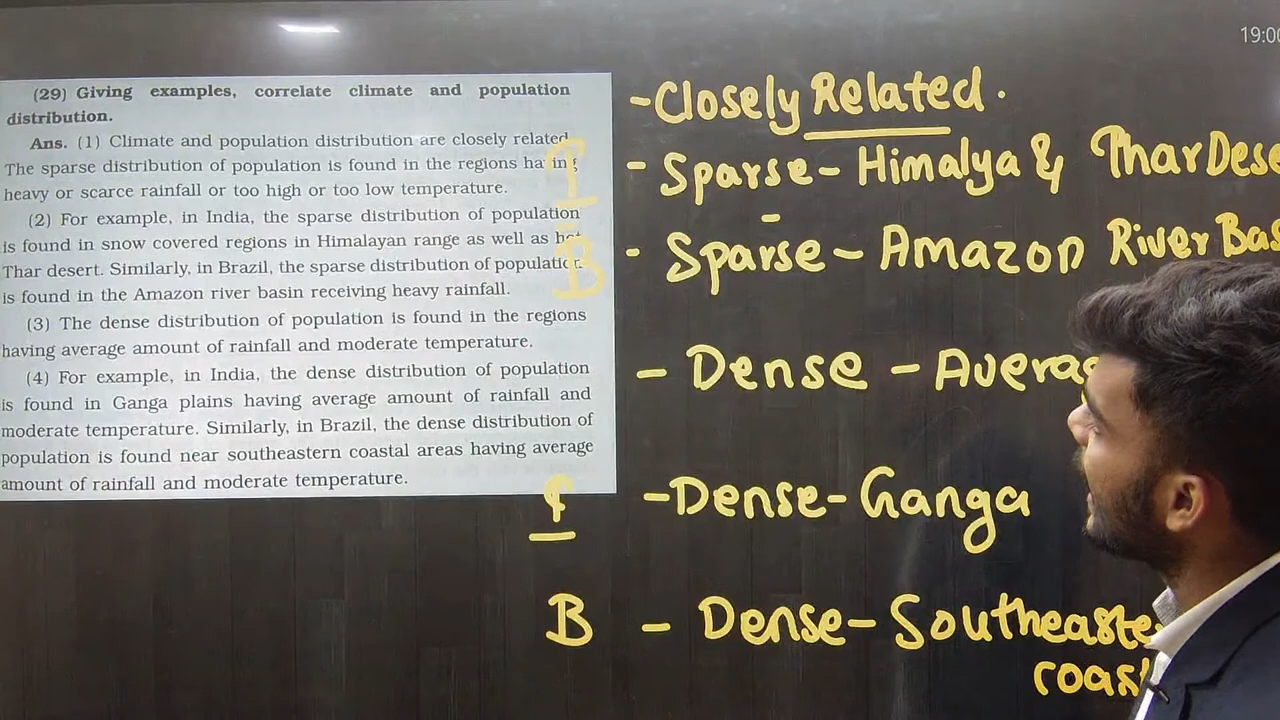 19:00
(29) Giving examples, correlate climate and population
distribution.
Ans. (1) Climate and population distribution are closely related.
The sparse distribution of population is found in the regions having
heavy or scarce rainfall or too high or too low temperature.
(2) For example, in India, the sparse distribution of population
is found in snow covered regions in Himalayan range as well as hot
Thar desert. Similarly, in Brazil, the sparse distribution of population
is found in the Amazon river basin receiving heavy rainfall.
(3) The dense distribution of population is found in the regions
having average amount of rainfall and moderate temperature.
(4) For example, in India, the dense distribution of population
is found in Ganga plains having average amount of rainfall and
moderate temperature. Similarly, in Brazil, the dense distribution of
population is found near southeastern coastal areas having average
amount of rainfall and moderate temperature.
- Closely Related.
I - Sparse - Himalya & Thar Dese
B - Sparse - Amazon River Bas
- Dense - Averag
- Dense - Ganga
B - Dense - Southeaste
coast